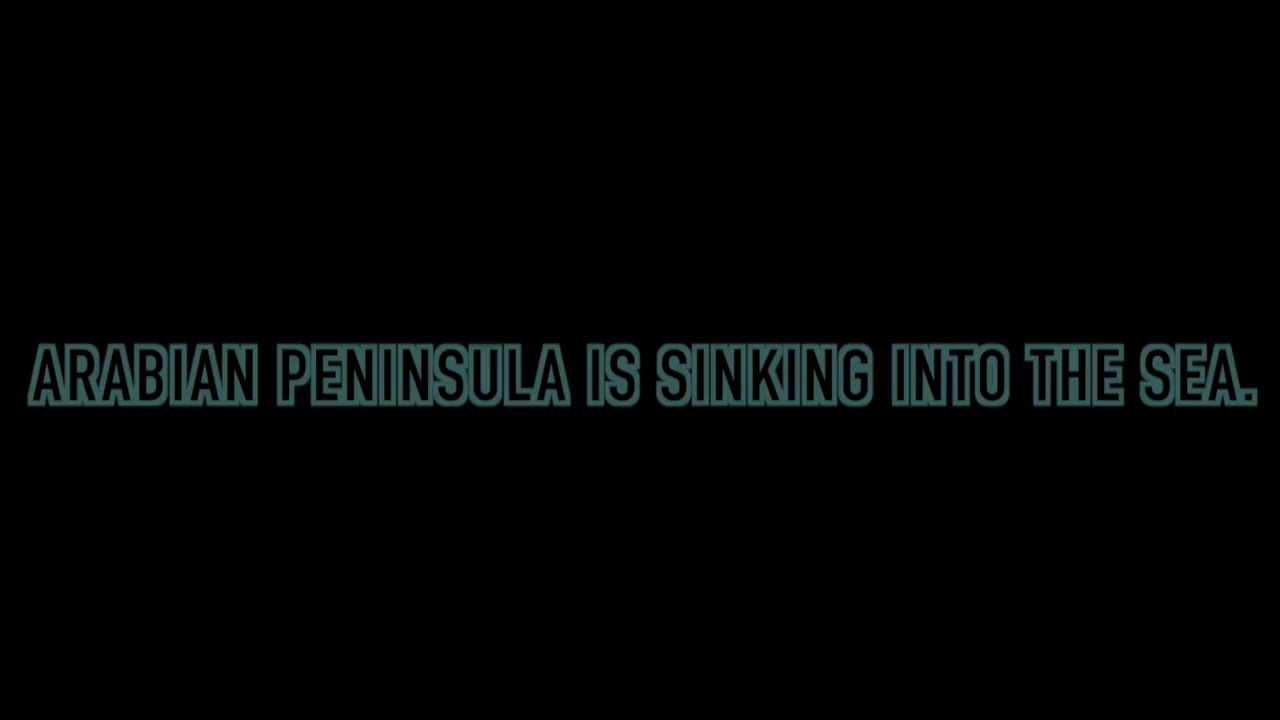 ARABIAN PENINSULA IS SINKING INTO THE SEA.